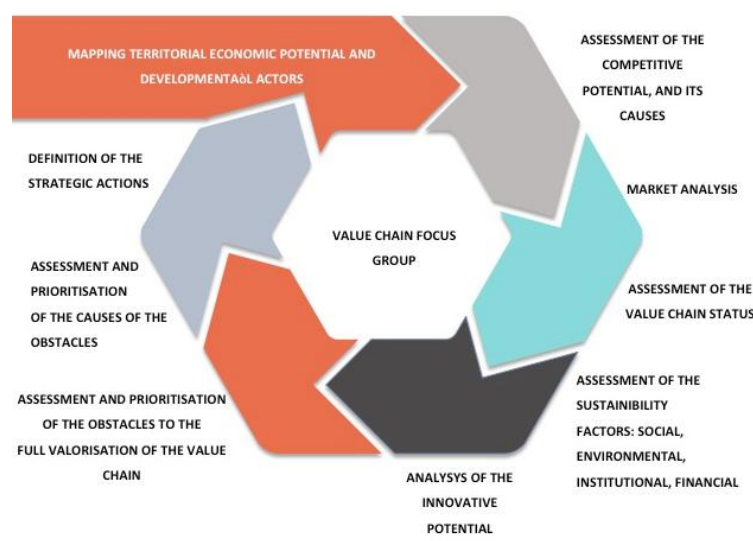 MAPPING TERRITORIAL ECONOMIC POTENTIAL AND
DEVELOPMENTAòL ACTORS
ASSESSMENT OF THE
COMPETITIVE
POTENTIAL, AND ITS
CAUSES
MARKET ANALYSIS
ASSESSMENT OF THE
VALUE CHAIN STATUS
ASSESSMENT OF THE
SUSTAINIBILITY
FACTORS: SOCIAL,
ENVIRONMENTAL,
INSTITUTIONAL, FINANCIAL
ANALYSYS OF THE
INNOVATIVE
POTENTIAL
ASSESSMENT AND PRIORITISATION
OF THE OBSTACLES TO THE
FULL VALORISATION OF THE VALUE
CHAIN
ASSESSMENT AND
PRIORITISATION
OF THE CAUSES OF THE
OBSTACLES
DEFINITION OF THE
STRATEGIC ACTIONS
VALUE CHAIN FOCUS
GROUP